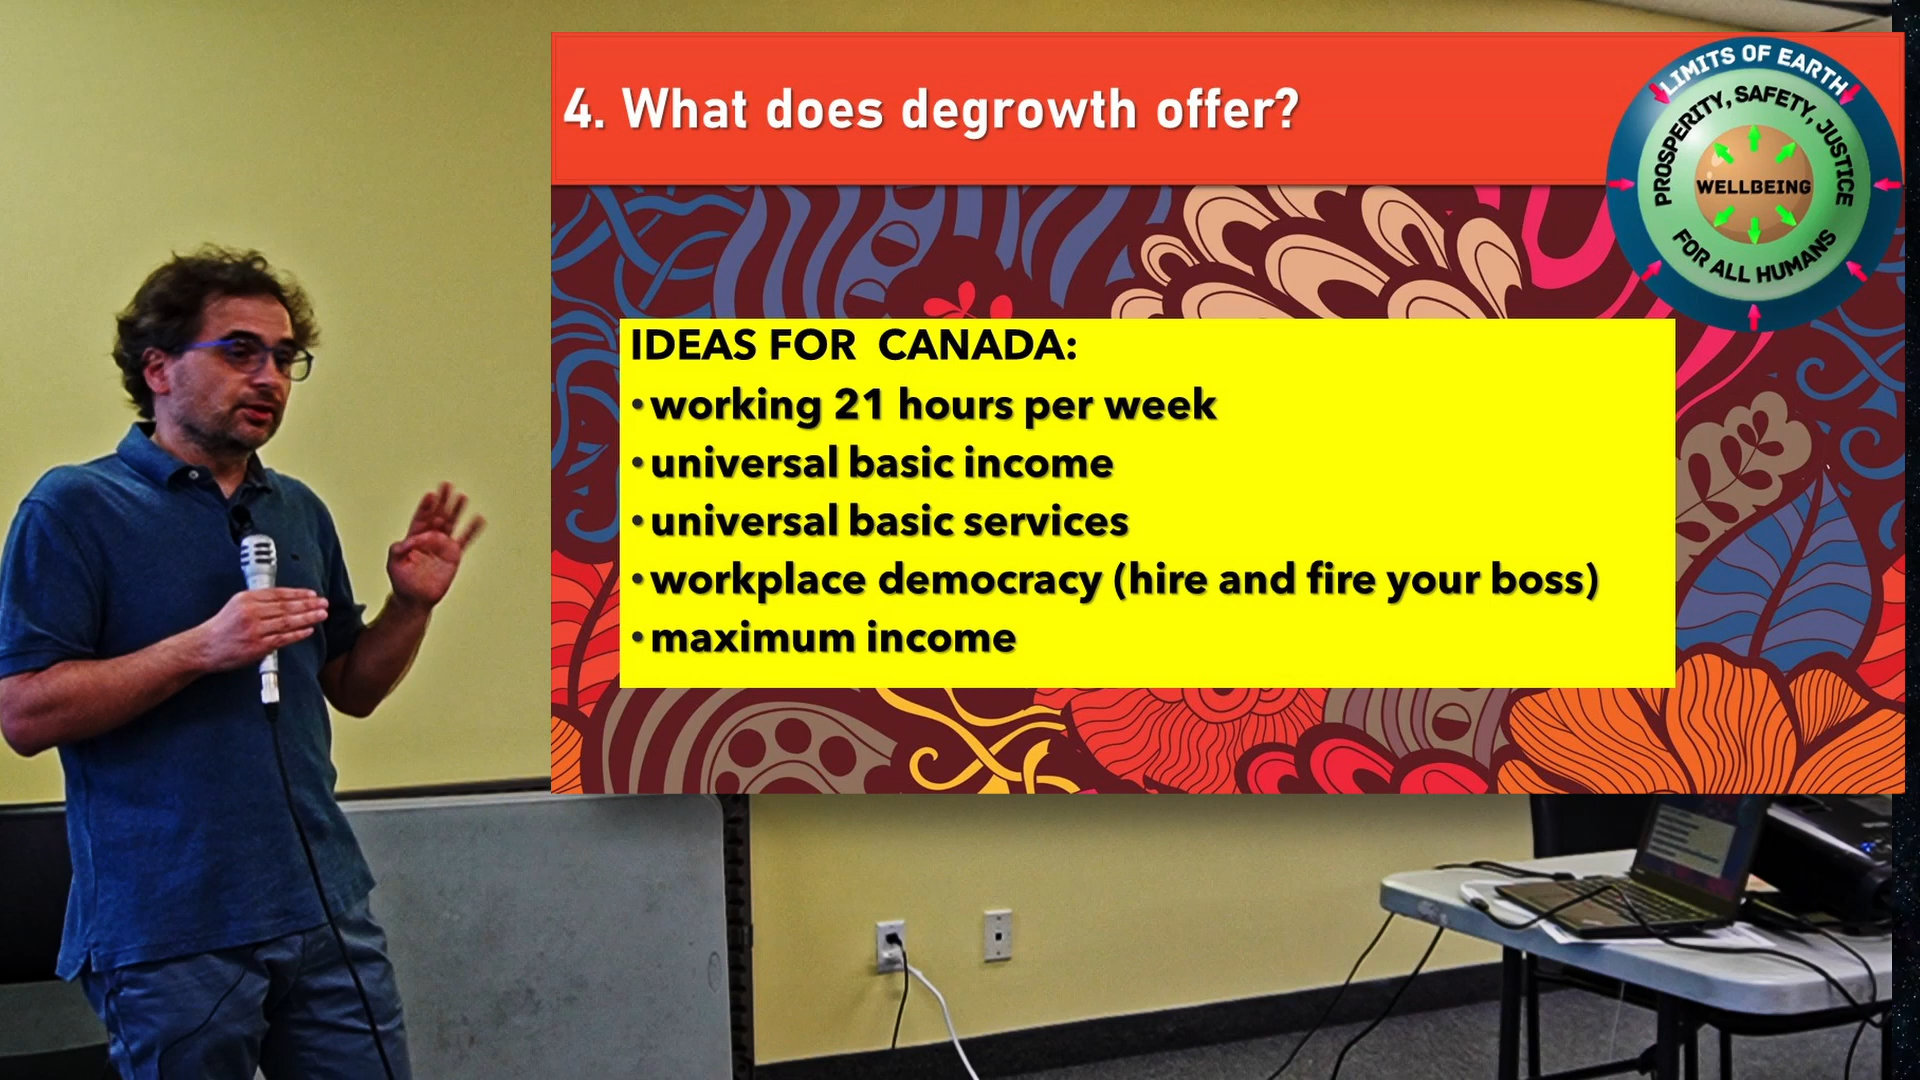 4. What does degrowth offer?
LIMITS OF EARTH
PROSPERITY, SAFETY, JUSTICE
WELLBEING
FOR ALL HUMANS
IDEAS FOR  CANADA:
•working 21 hours per week
•universal basic income
•universal basic services
•workplace democracy (hire and fire your boss)
•maximum income